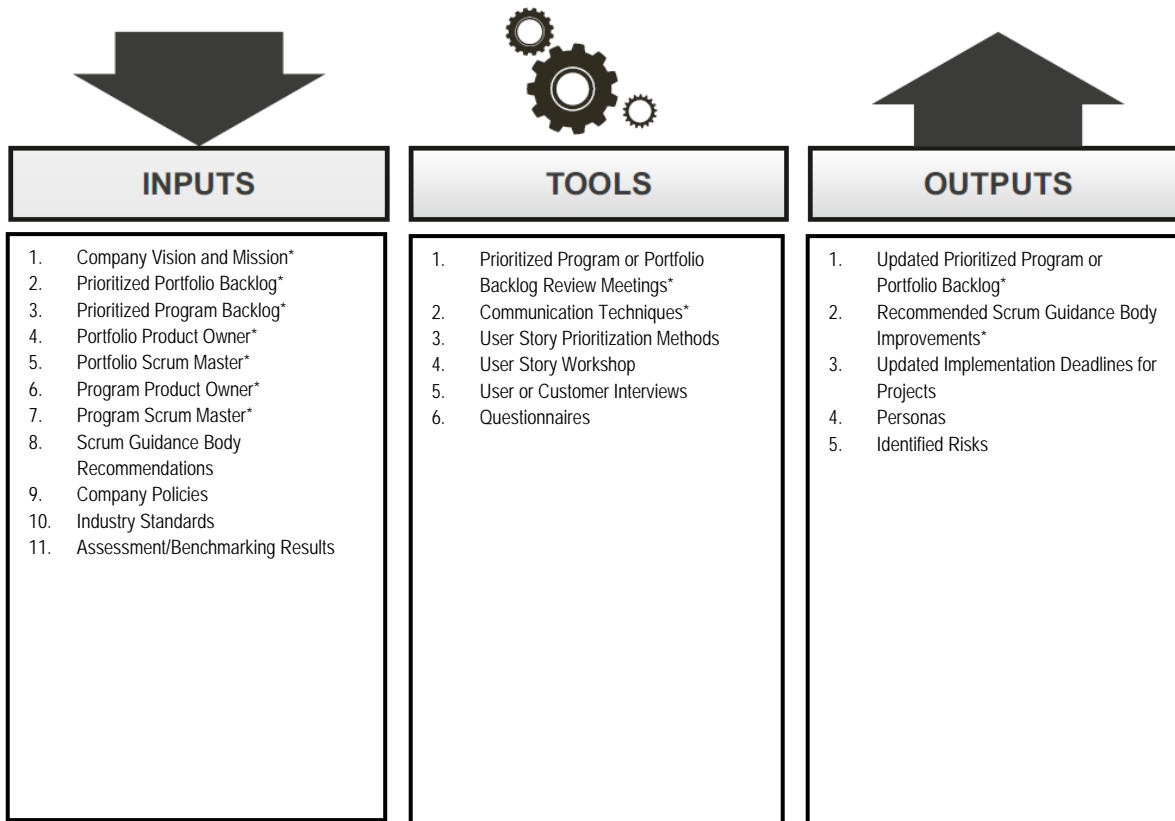 INPUTS
1. Company Vision and Mission*
2. Prioritized Portfolio Backlog*
3. Prioritized Program Backlog*
4. Portfolio Product Owner*
5. Portfolio Scrum Master*
6. Program Product Owner*
7. Program Scrum Master*
8. Scrum Guidance Body
Recommendations
9. Company Policies
10. Industry Standards
11. Assessment/Benchmarking Results
TOOLS
1. Prioritized Program or Portfolio
Backlog Review Meetings*
2. Communication Techniques*
3. User Story Prioritization Methods
4. User Story Workshop
5. User or Customer Interviews
6. Questionnaires
OUTPUTS
1. Updated Prioritized Program or
Portfolio Backlog*
2. Recommended Scrum Guidance Body
Improvements*
3. Updated Implementation Deadlines for
Projects
4. Personas
5. Identified Risks